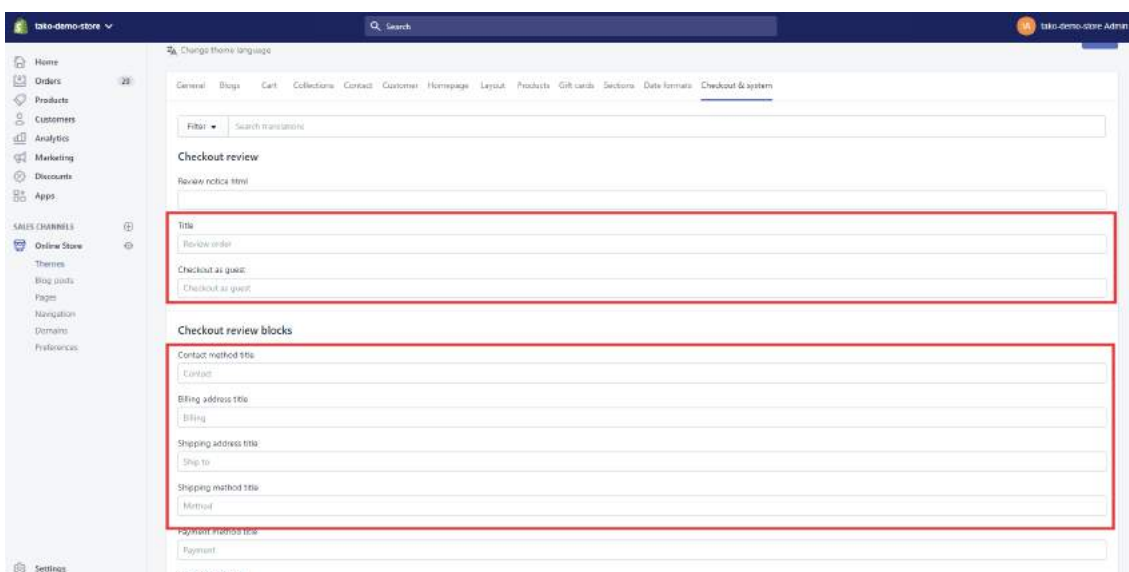 tako-demo-store
Search
tako-demo-store Admin
Change theme language
Home
Orders 20
Products
Customers
Analytics
Marketing
Discounts
Apps
SALES CHANNELS
Online Store
Themes
Blog posts
Pages
Navigation
Domains
Preferences
Settings
General Blogs Cart Collections Contact Customer Homepage Layout Products Gift cards Sections Date formats Checkout & system
Filter Search translations
Checkout review
Review notice html
Title
Review order
Checkout as guest
Checkout as guest
Checkout review blocks
Contact method title
Contact
Billing address title
Billing
Shipping address title
Ship to
Shipping method title
Method
Payment method title
Payment